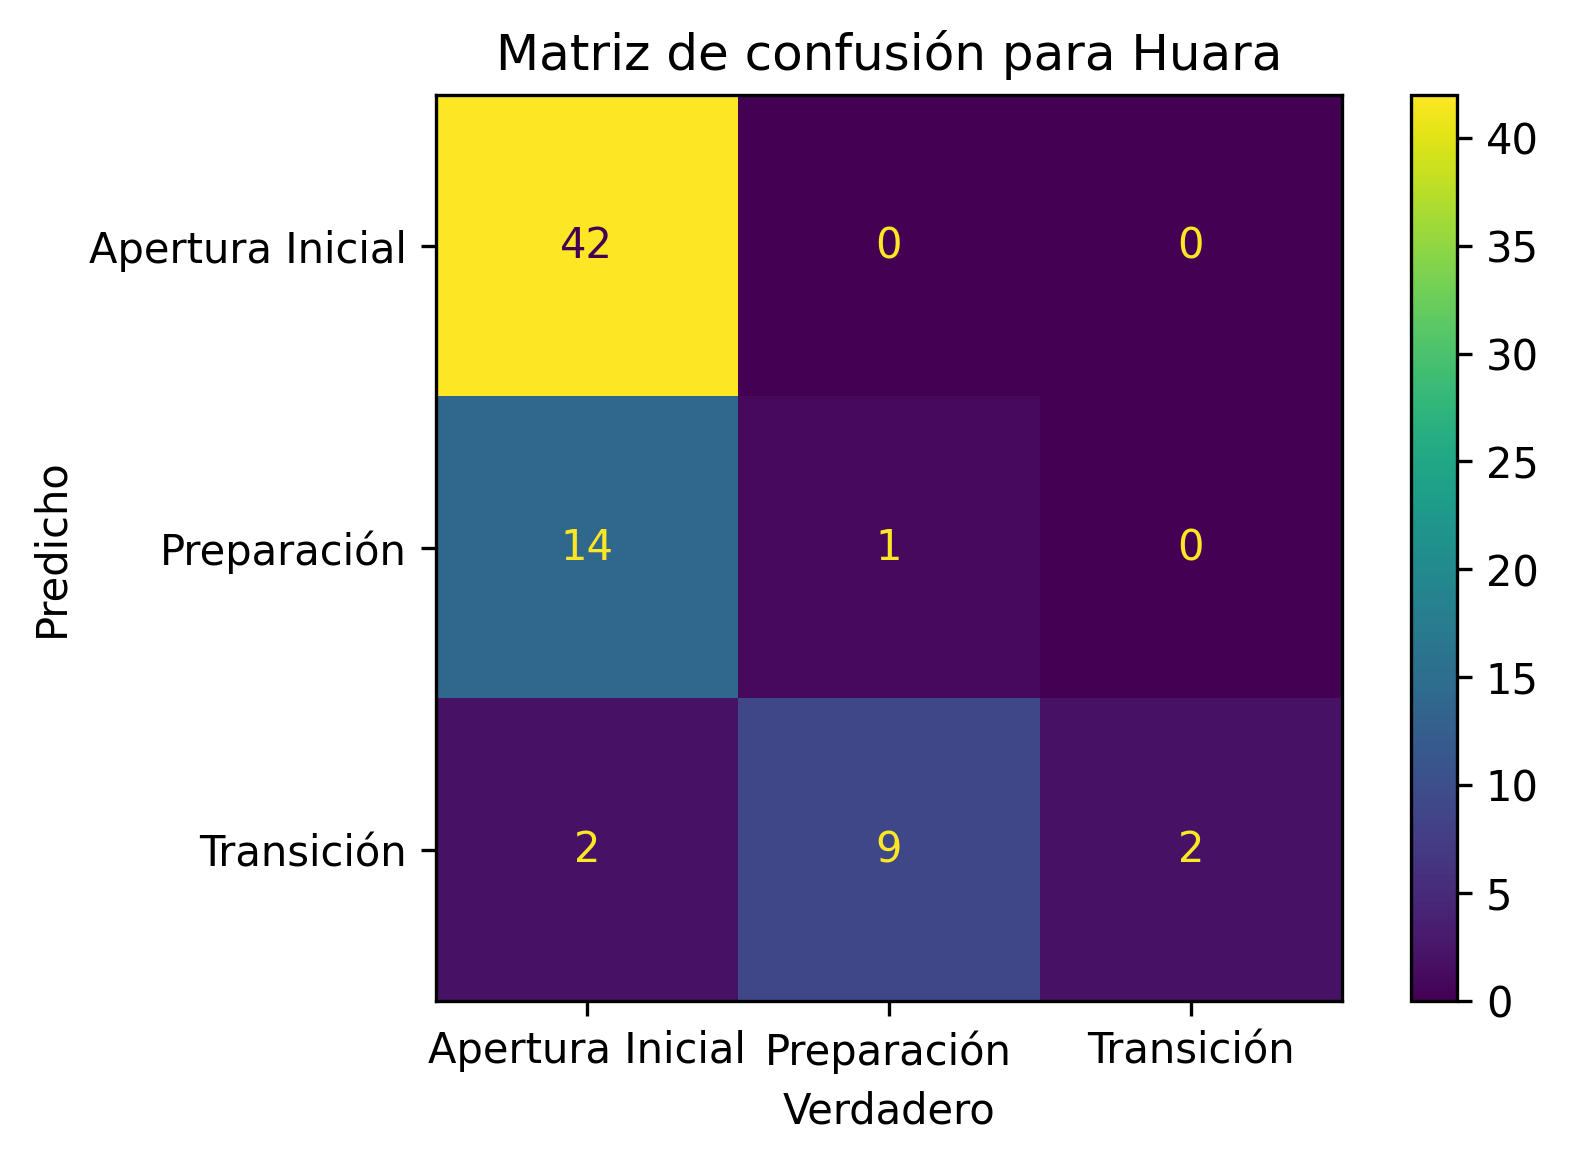 Matriz de confusión para Huara
Predicho
Apertura Inicial
42
0
0
Preparación
14
1
0
Transición
2
9
2
Apertura Inicial
Preparación
Transición
Verdadero
40
35
30
25
20
15
10
5
0